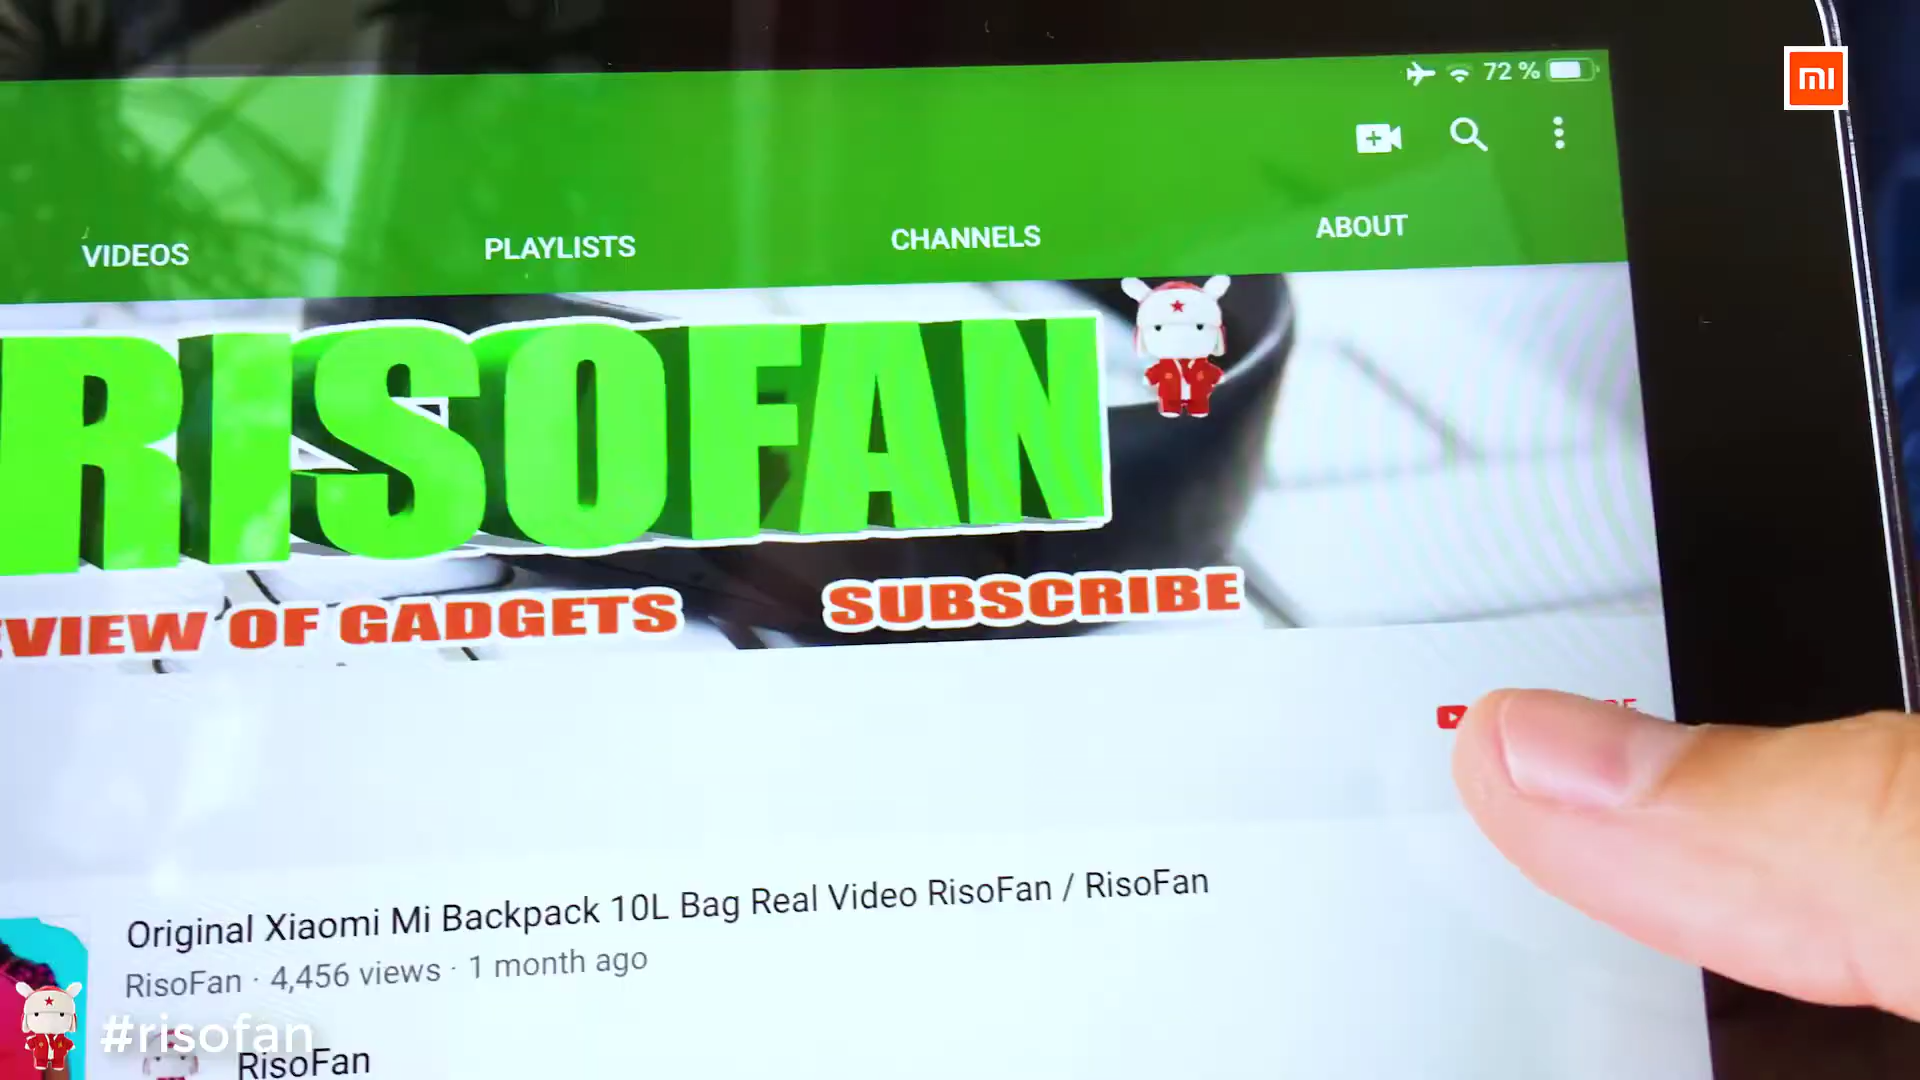 72 %
mi
VIDEOS PLAYLISTS CHANNELS ABOUT
RISOFAN
OF GADGETS SUBSCRIBE
Original Xiaomi Mi Backpack 10L Bag Real Video RisoFan / RisoFan
RisoFan · 4,456 views · 1 month ago
#risofan
RisoFan